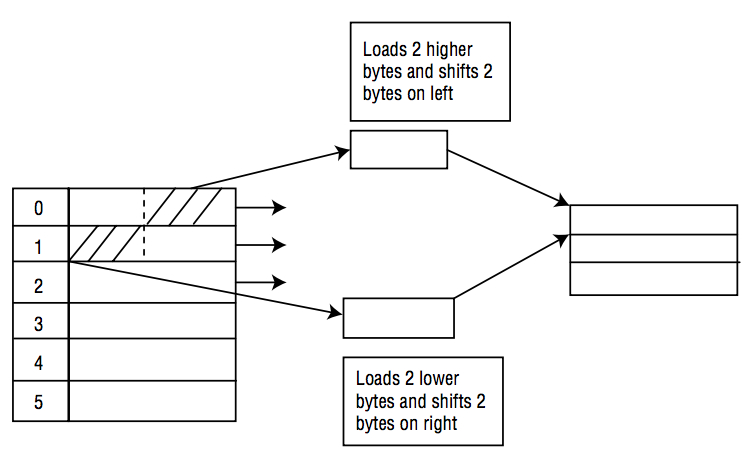 Loads 2 higher
bytes and shifts 2
bytes on left
0
1
2
3
4
5
Loads 2 lower
bytes and shifts 2
bytes on right